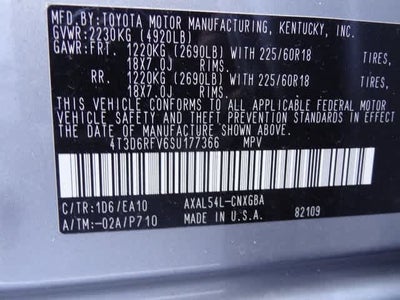 MFD.BY:TOYOTA MOTOR MANUFACTURING, KENTUCKY, INC.
GVWR:2230KG (4920LB)
GAWR:FRT. 1220KG (2690LB) WITH 225/60R18 TIRES,
18X7.0J RIMS.
RR. 1220KG (2690LB) WITH 225/60R18 TIRES,
18X7.0J RIMS.
THIS VEHICLE CONFORMS TO ALL APPLICABLE FEDERAL MOTOR
VEHICLE SAFETY AND THEFT PREVENTION STANDARDS IN
EFFECT ON THE DATE OF MANUFACTURE SHOWN ABOVE.
4T3D6RFV6SU177366 MPV
C/TR:1D6/EA10 AXAL54L-CNXGBA
A/TM:-02A/P710 MADE IN U.S.A. 82109